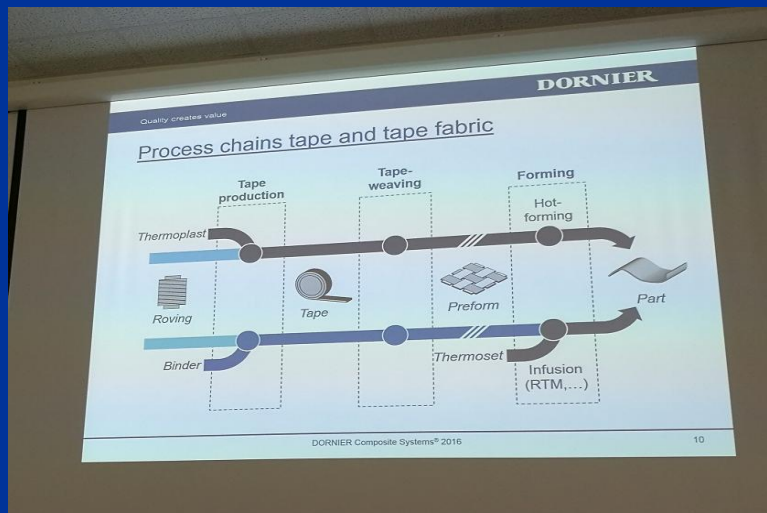 DORNIER
Quality creates value
Process chains tape and tape fabric
Tape
production
Tape-
weaving
Forming
Hot-
forming
Thermoplast
Roving
Tape
Preform
Part
Binder
Thermoset
Infusion
(RTM,...)
DORNIER Composite Systems® 2016
10